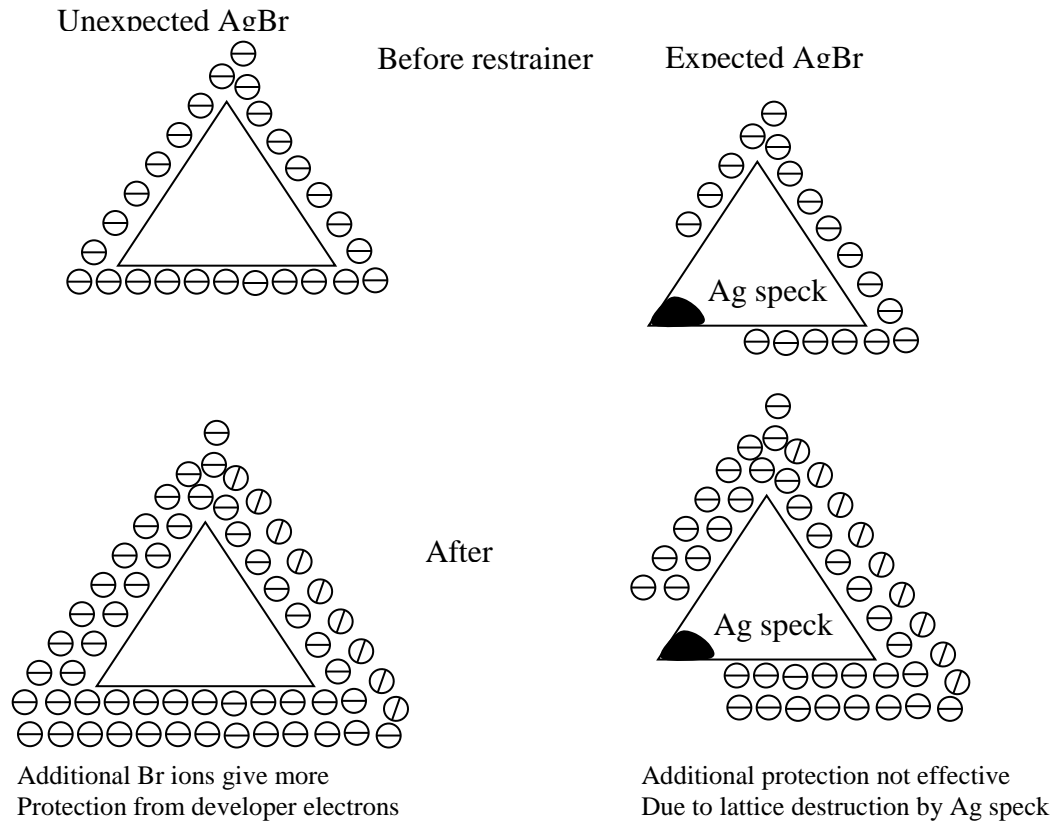 Unexpected AgBr
Before restrainer
Expected AgBr
Ag speck
After
Ag speck
Additional Br ions give more
Protection from developer electrons
Additional protection not effective
Due to lattice destruction by Ag speck